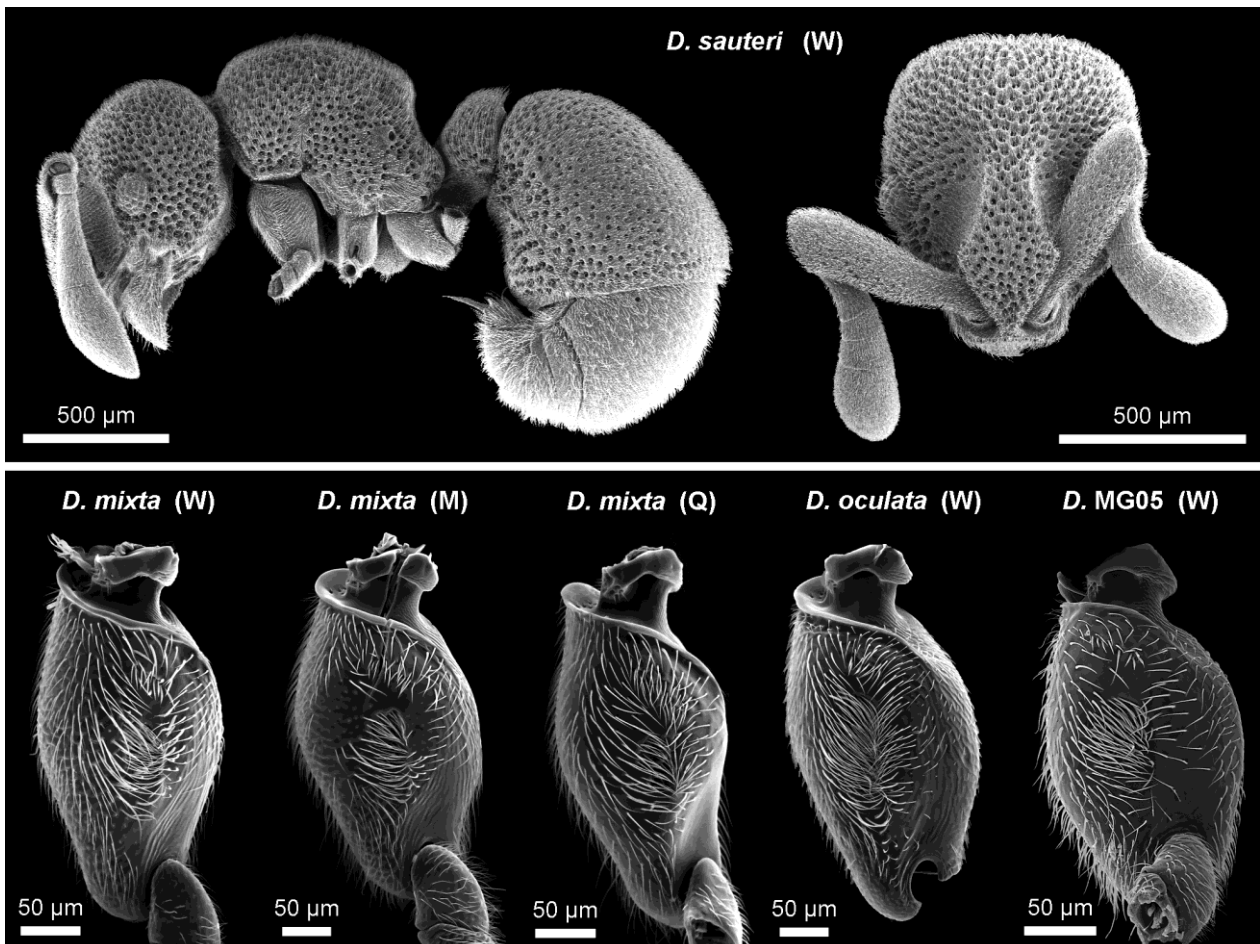 D. sauteri (W)
500 µm
500 µm
D. mixta (W)
D. mixta (M)
D. mixta (Q)
D. oculata (W)
D. MG05 (W)
50 µm
50 µm
50 µm
50 µm
50 µm